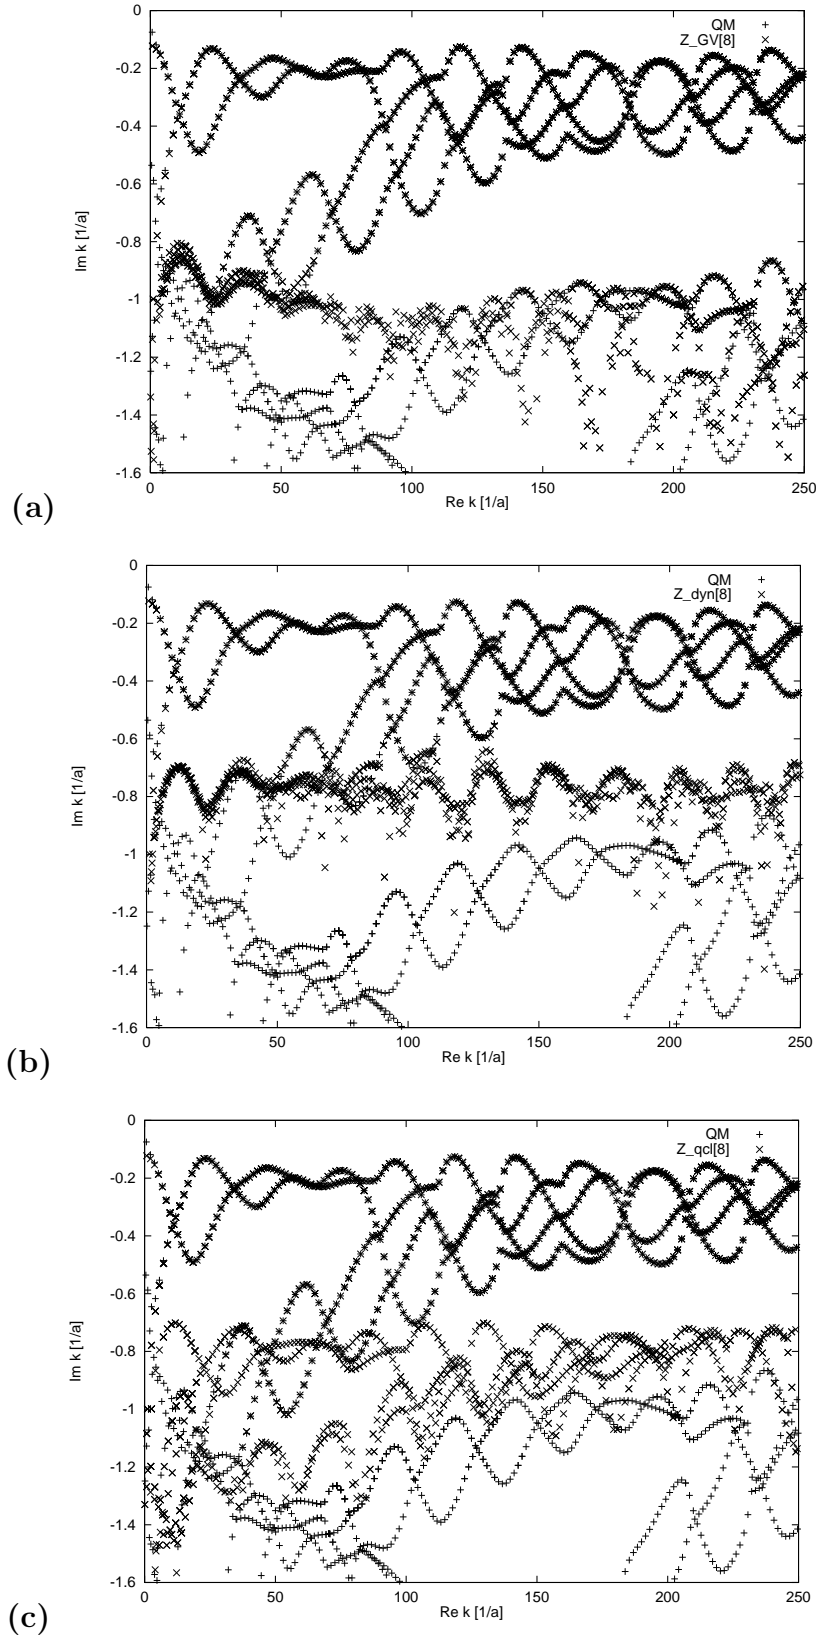 0
-0.2
-0.4
-0.6
-0.8
-1
-1.2
-1.4
-1.6
Im k [1/a]
QM +
Z_GV[8] ×
0 50 100 150 200 250
Re k [1/a]
(a)
0
-0.2
-0.4
-0.6
-0.8
-1
-1.2
-1.4
-1.6
Im k [1/a]
QM +
Z_dyn[8] ×
0 50 100 150 200 250
Re k [1/a]
(b)
0
-0.2
-0.4
-0.6
-0.8
-1
-1.2
-1.4
-1.6
Im k [1/a]
QM +
Z_qcl[8] ×
0 50 100 150 200 250
Re k [1/a]
(c)